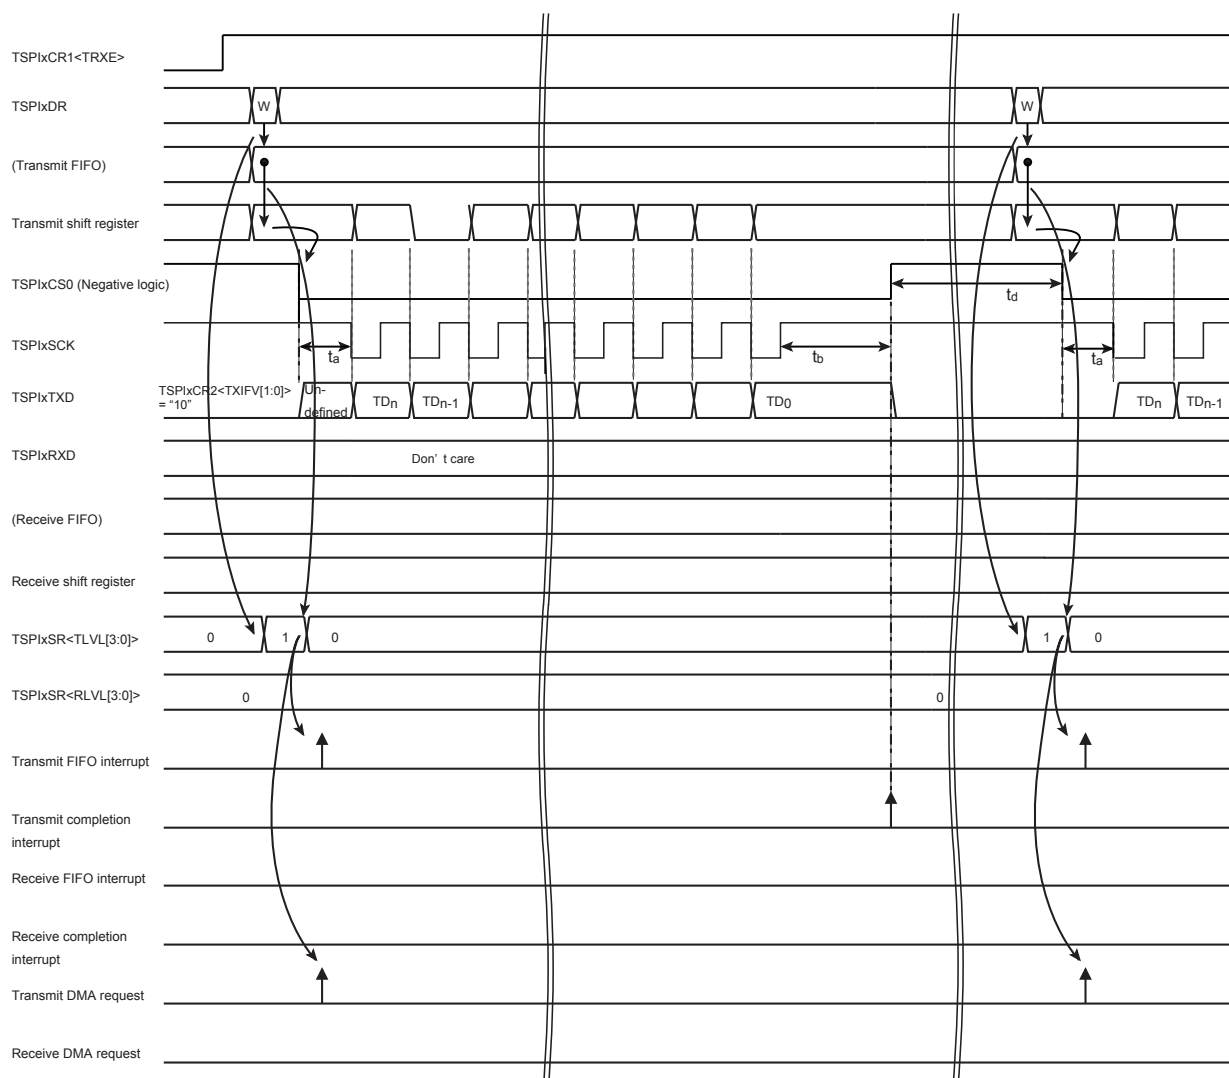 TSPIxCR1<TRXE>
TSPIxDR
W
W
(Transmit FIFO)
Transmit shift register
TSPIxCS0 (Negative logic)
td
TSPIxSCK
ta
tb
ta
TSPIxTXD
TSPIxCR2<TXIFV[1:0]>
= “10”
Un-
defined
TDn
TDn-1
TD0
TDn
TDn-1
TSPIxRXD
Don’ t care
(Receive FIFO)
Receive shift register
TSPIxSR<TLVL[3:0]>
0
1
0
1
0
TSPIxSR<RLVL[3:0]>
0
0
Transmit FIFO interrupt
Transmit completion
interrupt
Receive FIFO interrupt
Receive completion
interrupt
Transmit DMA request
Receive DMA request